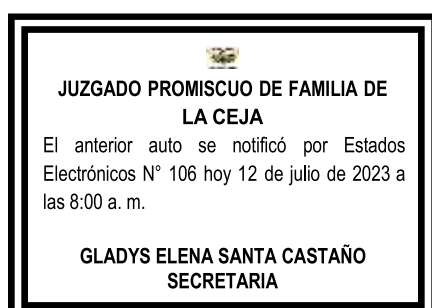 JUZGADO PROMISCUO DE FAMILIA DE
LA CEJA
El anterior auto se notificó por Estados
Electrónicos N° 106 hoy 12 de julio de 2023 a
las 8:00 a. m.
GLADYS ELENA SANTA CASTAÑO
SECRETARIA